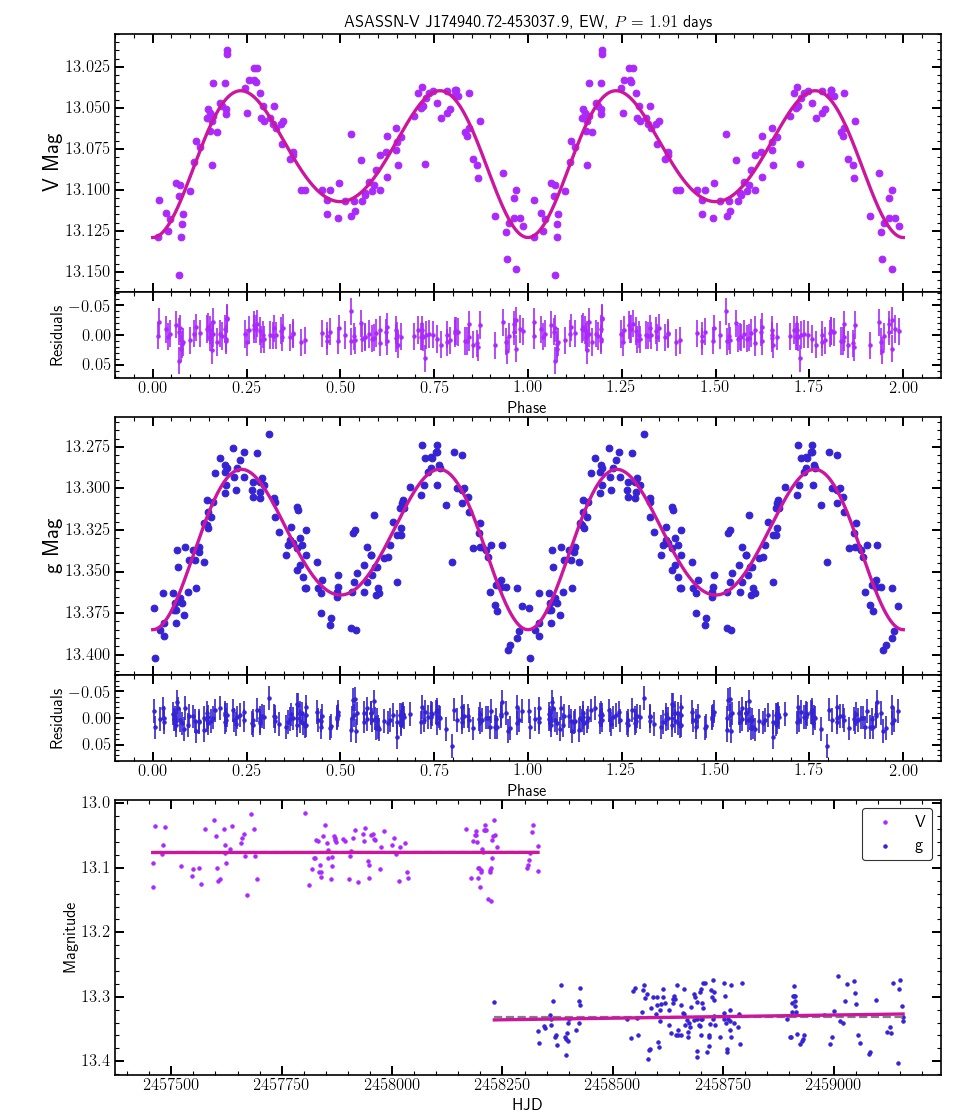 ASASSN-V J174940.72-453037.9, EW, P = 1.91 days
V Mag
13.025
13.050
13.075
13.100
13.125
13.150
Residuals
−0.05
0.00
0.05
0.00 0.25 0.50 0.75 1.00 1.25 1.50 1.75 2.00
Phase
g Mag
13.275
13.300
13.325
13.350
13.375
13.400
Residuals
−0.05
0.00
0.05
0.00 0.25 0.50 0.75 1.00 1.25 1.50 1.75 2.00
Phase
Magnitude
13.0
13.1
13.2
13.3
13.4
V
g
2457500 2457750 2458000 2458250 2458500 2458750 2459000
HJD